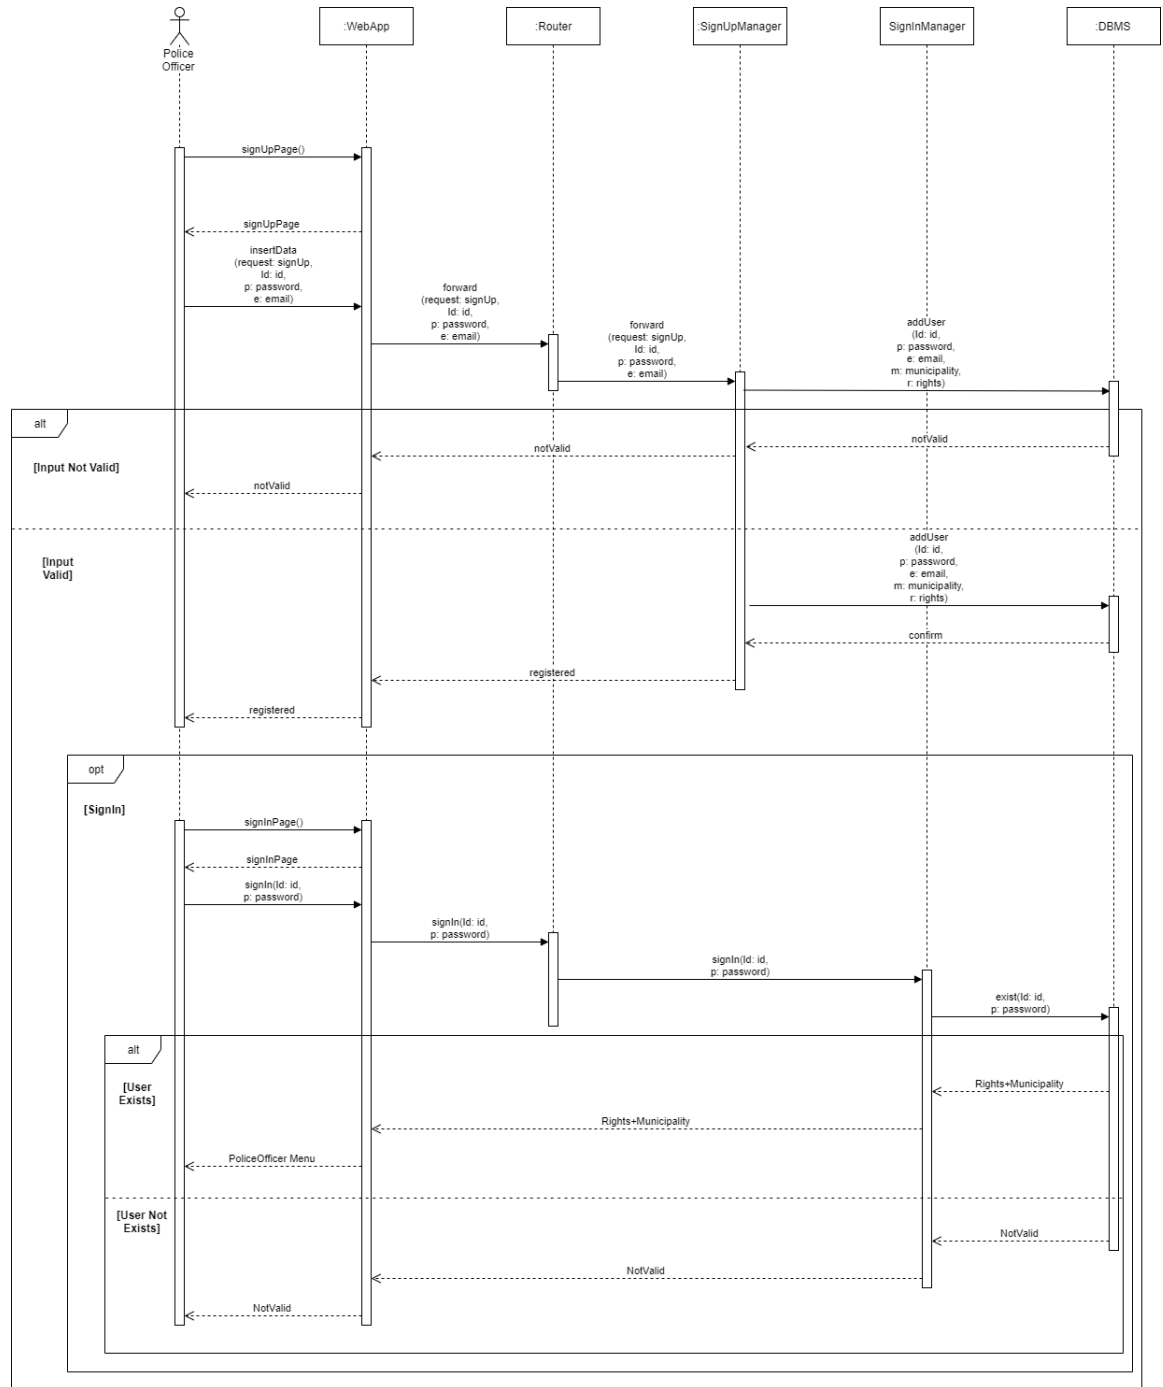 Police
Officer
:WebApp
:Router
:SignUpManager
SignInManager
:DBMS
signUpPage()
signUpPage
insertData
(request: signUp,
Id: id,
p: password,
e: email)
forward
(request: signUp,
Id: id,
p: password,
e: email)
forward
(request: signUp,
Id: id,
p: password,
e: email)
addUser
(Id: id,
p: password,
e: email,
m: municipality,
r: rights)
alt
[Input Not Valid]
notValid
notValid
notValid
[Input
Valid]
addUser
(Id: id,
p: password,
e: email,
m: municipality,
r: rights)
confirm
registered
registered
opt
[SignIn]
signInPage()
signInPage
signIn(Id: id,
p: password)
signIn(Id: id,
p: password)
signIn(Id: id,
p: password)
exist(Id: id,
p: password)
alt
[User
Exists]
Rights+Municipality
Rights+Municipality
PoliceOfficer Menu
[User Not
Exists]
NotValid
NotValid
NotValid